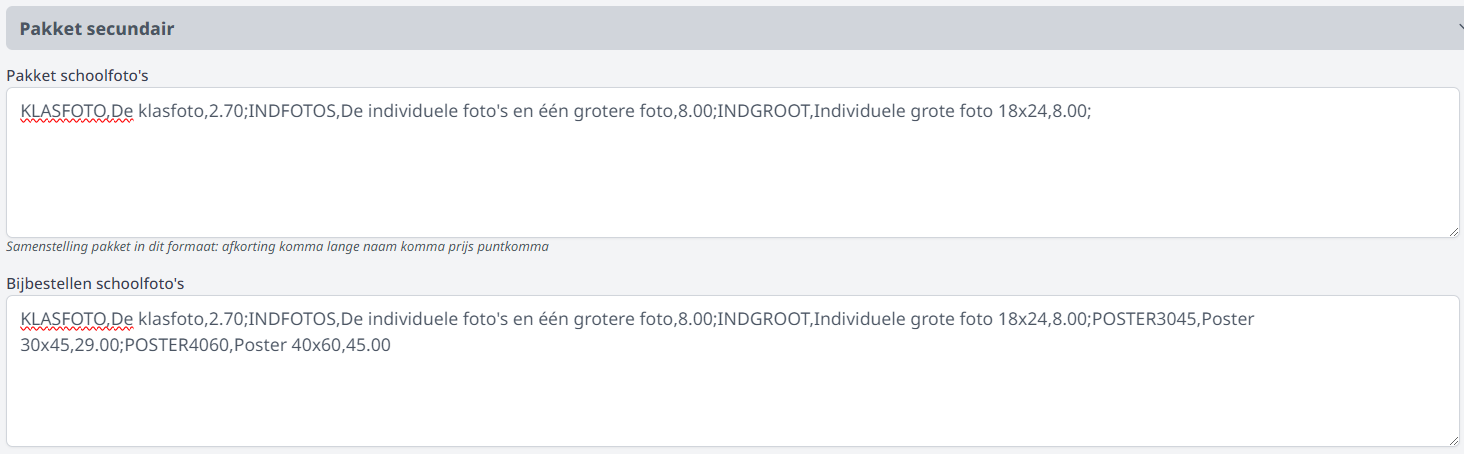 Pakket secundair
Pakket schoolfoto's
KLASFOTO,De klasfoto,2.70;INDFOTOS,De individuele foto's en één grotere foto,8.00;INDGROOT,Individuele grote foto 18x24,8.00;
Samenstelling pakket in dit formaat: afkorting komma lange naam komma prijs puntkomma
Bijbestellen schoolfoto's
KLASFOTO,De klasfoto,2.70;INDFOTOS,De individuele foto's en één grotere foto,8.00;INDGROOT,Individuele grote foto 18x24,8.00;POSTER3045,Poster
30x45,29.00;POSTER4060,Poster 40x60,45.00